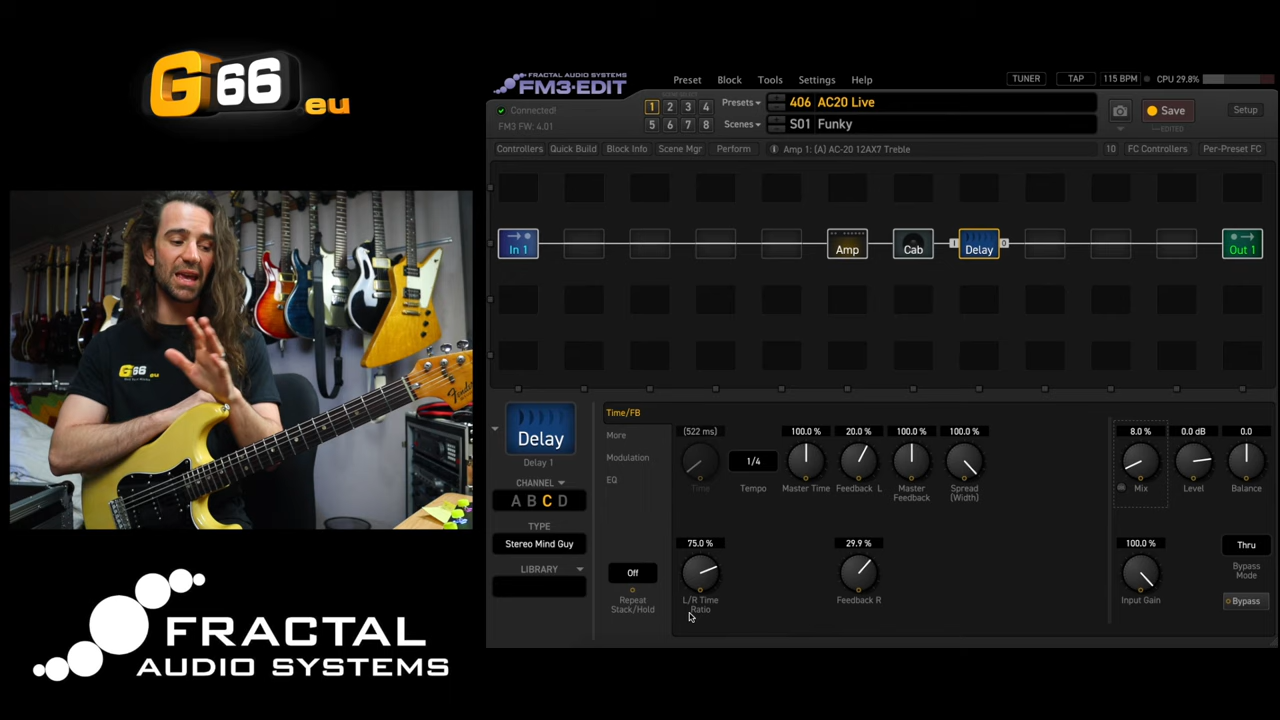 G66
.eu
G66
.eu
Fender
FRACTAL
AUDIO SYSTEMS
FRACTAL AUDIO SYSTEMS
FM3·EDIT
Preset Block Tools Settings Help
TUNER TAP 115 BPM CPU 29.8%
Connected!
FM3 FW: 4.01
1 2 3 4
5 6 7 8
Presets 406 AC20 Live
Scenes S01 Funky
Save
EDITED
Setup
Controllers Quick Build Block Info Scene Mgr Perform Amp 1: [A] AC-20 12AX7 Treble 10 FC Controllers Per-Preset FC
In 1 Amp Cab I Delay O Out 1
Delay
Delay 1
CHANNEL
A B C D
TYPE
Stereo Mind Guy
LIBRARY
Time/FB
More
Modulation
EQ
(522 ms) 1/4 100.0 % 20.0 % 100.0 % 100.0 % 8.0 % 0.0 dB 0.0
Time Tempo Master Time Feedback L Master Feedback Spread (Width) Mix Level Balance
Off 75.0 % 29.9 % 100.0 % Thru
Repeat Stack/Hold L/R Time Ratio Feedback R Input Gain Bypass Mode
Bypass